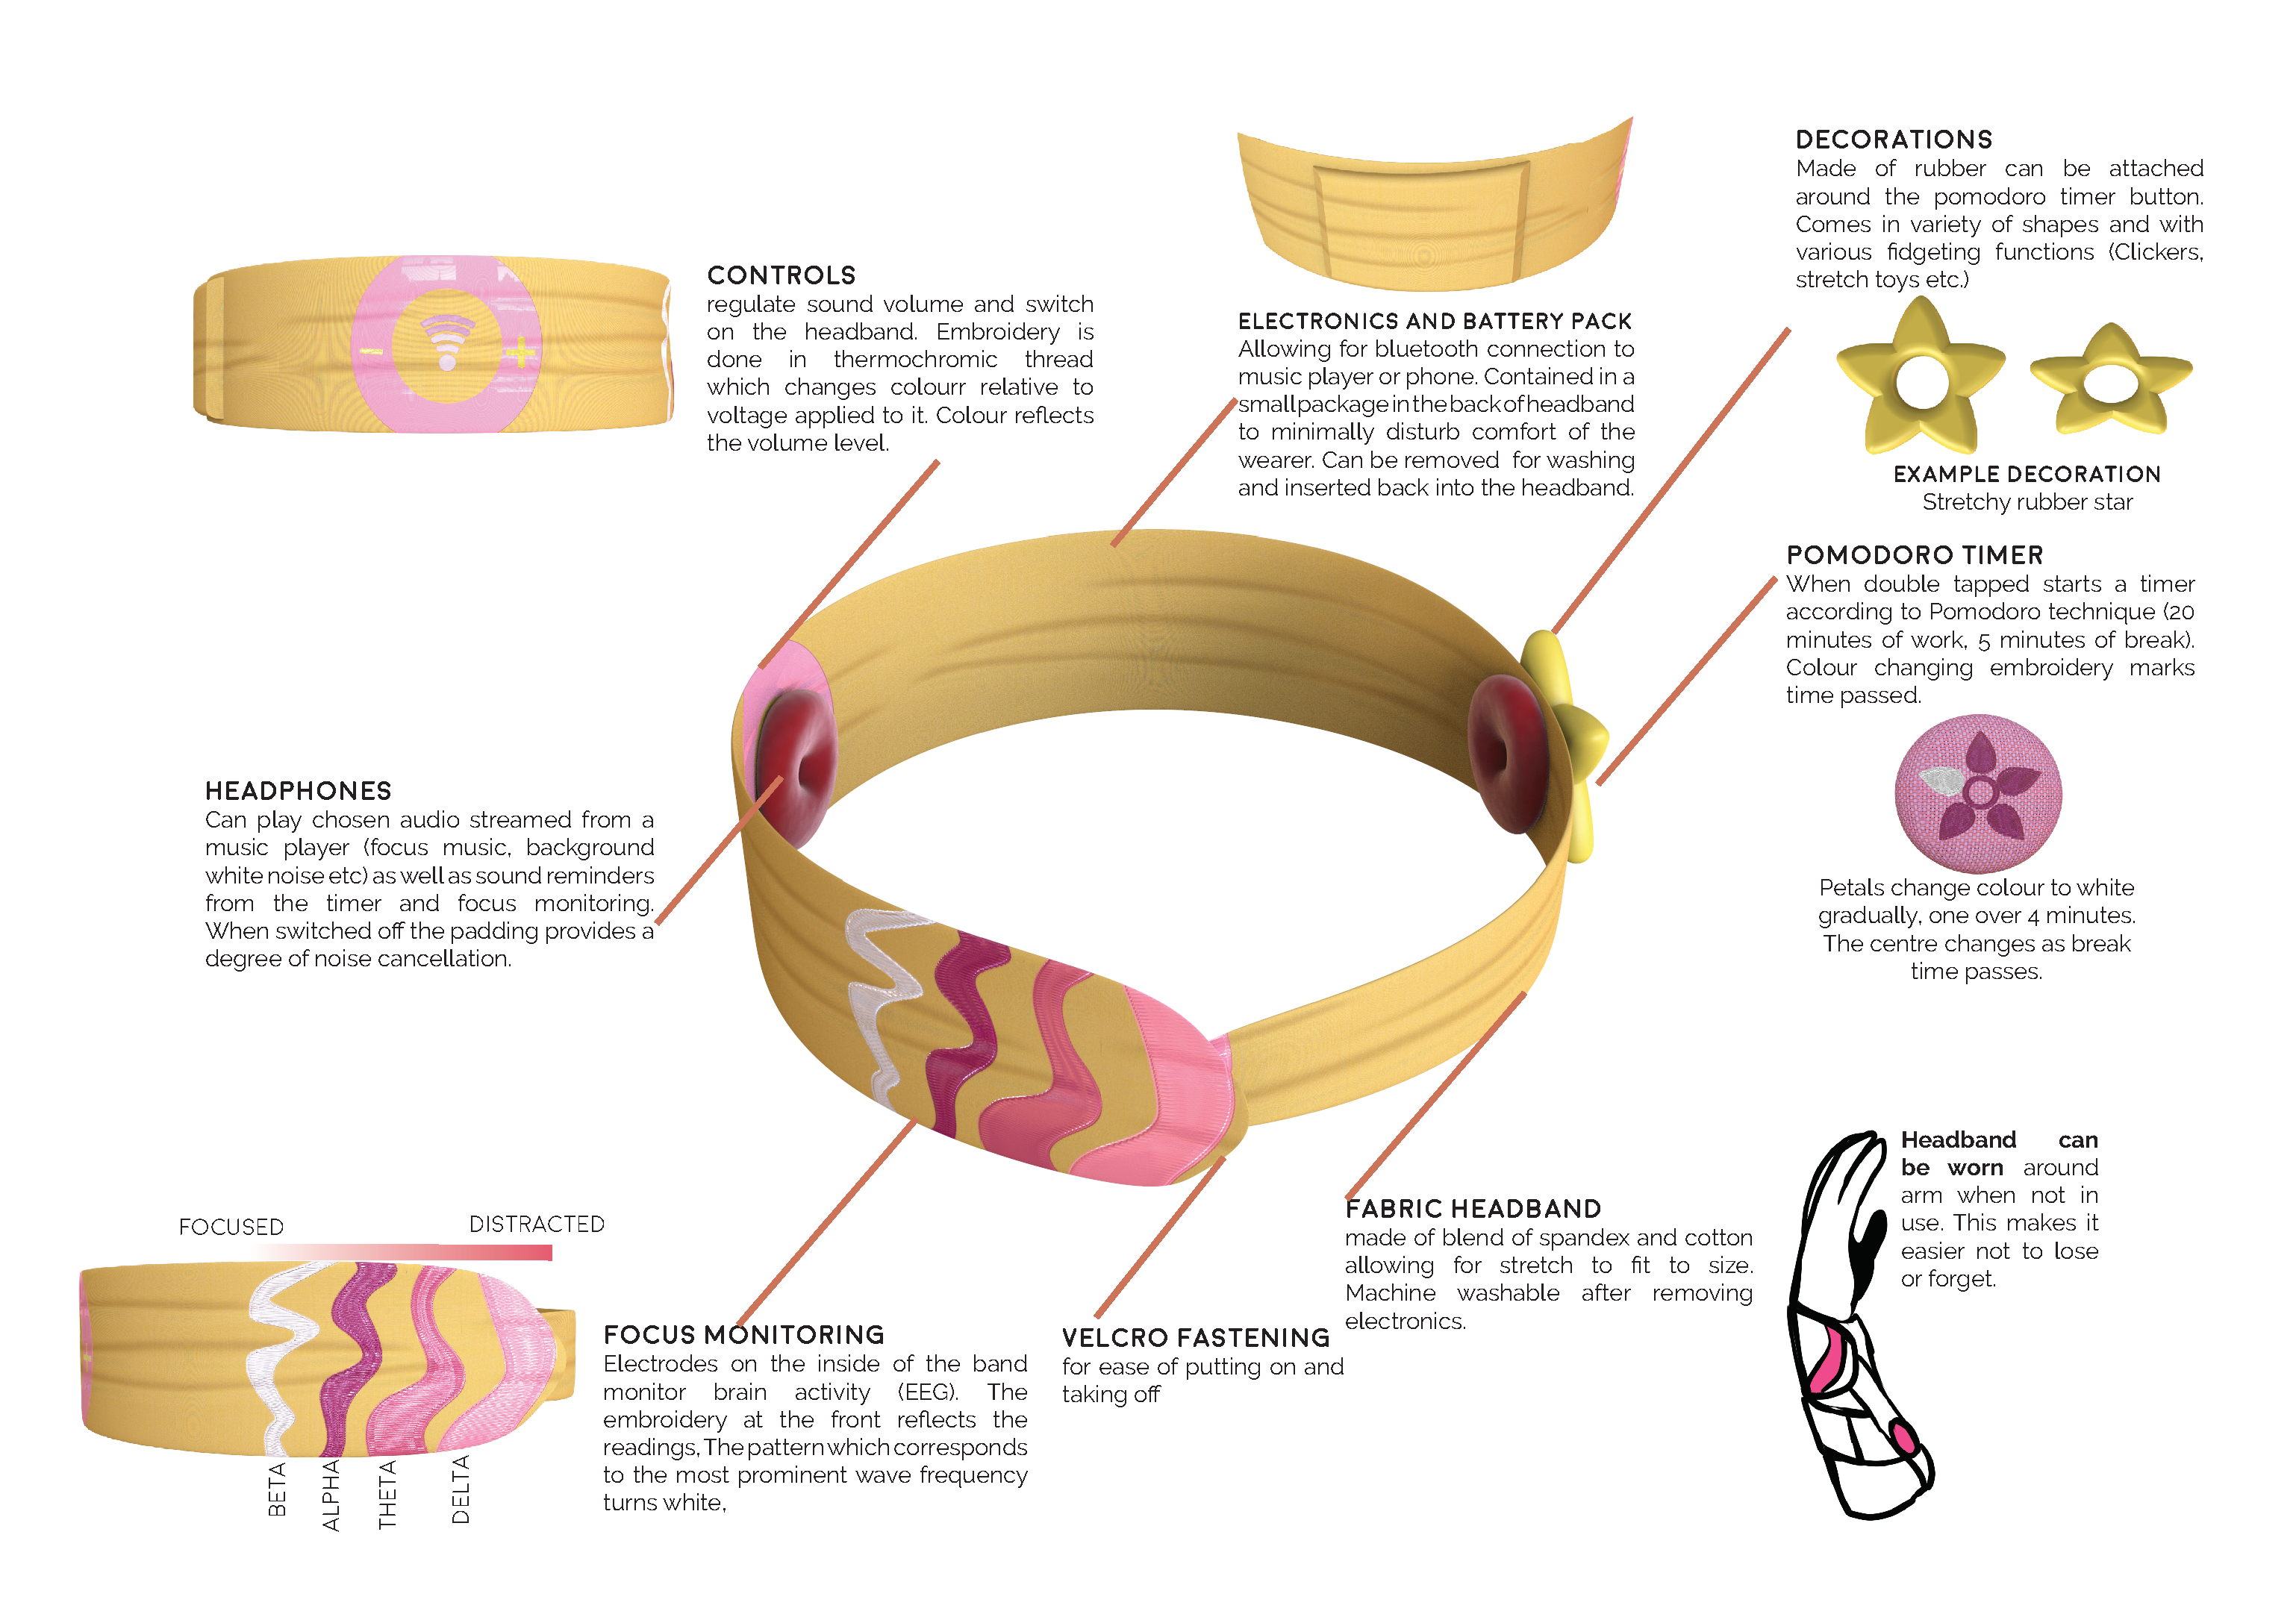 CONTROLS
regulate sound volume and switch
on the headband. Embroidery is
done in thermochromic thread
which changes colourr relative to
voltage applied to it. Colour reflects
the volume level.
ELECTRONICS AND BATTERY PACK
Allowing for bluetooth connection to
music player or phone. Contained in a
small package in the back of headband
to minimally disturb comfort of the
wearer. Can be removed for washing
and inserted back into the headband.
DECORATIONS
Made of rubber can be attached
around the pomodoro timer button.
Comes in variety of shapes and with
various fidgeting functions (Clickers,
stretch toys etc.)
EXAMPLE DECORATION
Stretchy rubber star
POMODORO TIMER
When double tapped starts a timer
according to Pomodoro technique (20
minutes of work, 5 minutes of break).
Colour changing embroidery marks
time passed.
Petals change colour to white
gradually, one over 4 minutes.
The centre changes as break
time passes.
HEADPHONES
Can play chosen audio streamed from a
music player (focus music, background
white noise etc) as well as sound reminders
from the timer and focus monitoring.
When switched off the padding provides a
degree of noise cancellation.
FOCUSED
DISTRACTED
BETA
ALPHA
THETA
DELTA
FOCUS MONITORING
Electrodes on the inside of the band
monitor brain activity (EEG). The
embroidery at the front reflects the
readings, The pattern which corresponds
to the most prominent wave frequency
turns white,
VELCRO FASTENING
for ease of putting on and
taking off
FABRIC HEADBAND
made of blend of spandex and cotton
allowing for stretch to fit to size.
Machine washable after removing
electronics.
Headband can
be worn around
arm when not in
use. This makes it
easier not to lose
or forget.